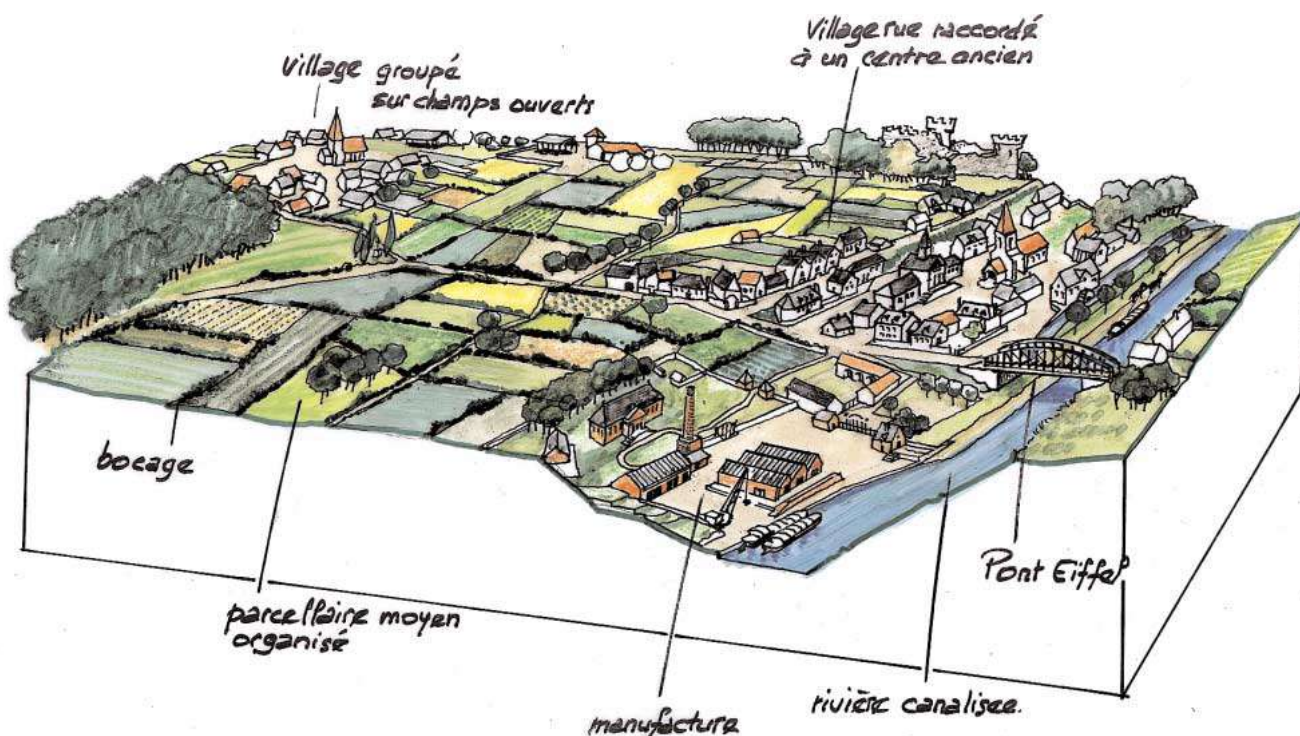 Village groupé
sur champs ouverts
Village rue raccordé
à un centre ancien
bocage
parcellaire moyen
organisé
manufacture
rivière canalisee.
Pont Eiffel